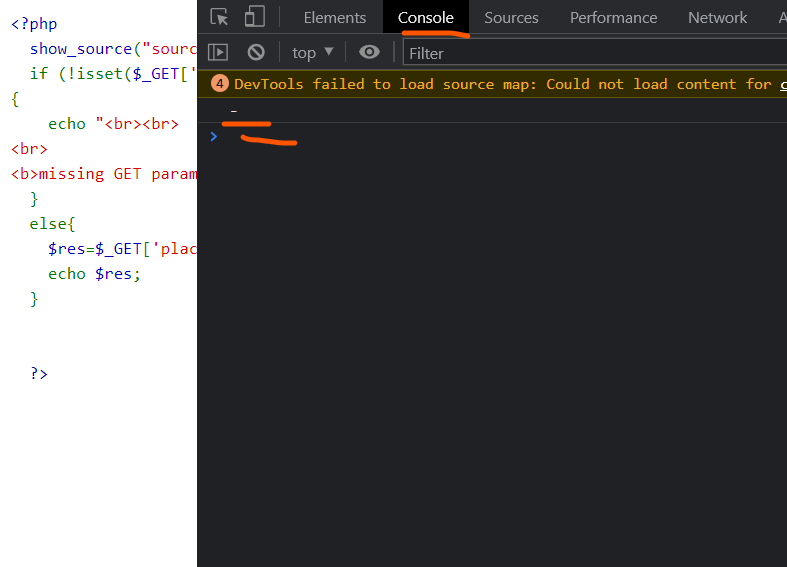 <?php
show_source("sourc
if (!isset($_GET['
{
echo "<br><br>
<br>
<b>missing GET param
}
else{
$res=$_GET['plac
echo $res;
}
?>
Elements Console Sources Performance Network A
top Filter
4 DevTools failed to load source map: Could not load content for c
-
>